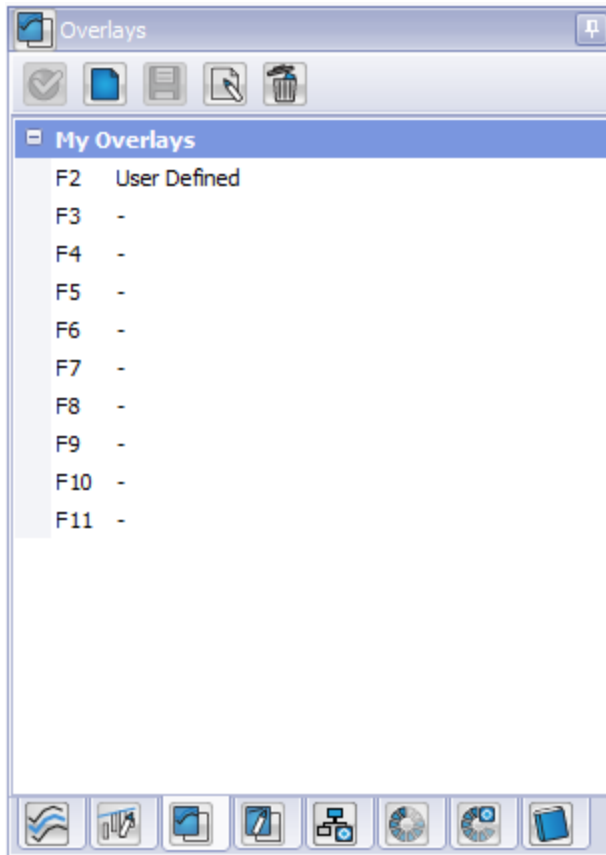 Overlays
My Overlays
F2 User Defined
F3 -
F4 -
F5 -
F6 -
F7 -
F8 -
F9 -
F10 -
F11 -